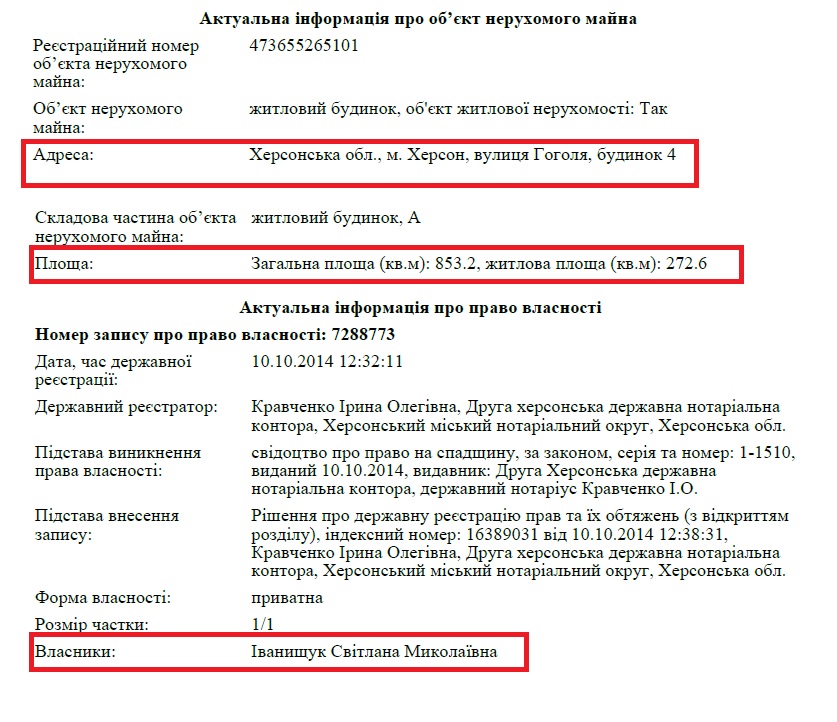 Актуальна інформація про об’єкт нерухомого майна
Реєстраційний номер 473655265101
об’єкта нерухомого
майна:
Об’єкт нерухомого житловий будинок, об'єкт житлової нерухомості: Так
майна:
Адреса: Херсонська обл., м. Херсон, вулиця Гоголя, будинок 4
Складова частина об’єкта житловий будинок, А
нерухомого майна:
Площа: Загальна площа (кв.м): 853.2, житлова площа (кв.м): 272.6
Актуальна інформація про право власності
Номер запису про право власності: 7288773
Дата, час державної 10.10.2014 12:32:11
реєстрації:
Державний реєстратор: Кравченко Ірина Олегівна, Друга херсонська державна нотаріальна
контора, Херсонський міський нотаріальний округ, Херсонська обл.
Підстава виникнення свідоцтво про право на спадщину, за законом, серія та номер: 1-1510,
права власності: виданий 10.10.2014, видавник: Друга Херсонська державна
нотаріальна контора, державний нотаріус Кравченко І.О.
Підстава внесення Рішення про державну реєстрацію прав та їх обтяжень (з відкриттям
запису: розділу), індексний номер: 16389031 від 10.10.2014 12:38:31,
Кравченко Ірина Олегівна, Друга херсонська державна нотаріальна
контора, Херсонський міський нотаріальний округ, Херсонська обл.
Форма власності: приватна
Розмір частки: 1/1
Власники: Іванищук Світлана Миколаївна